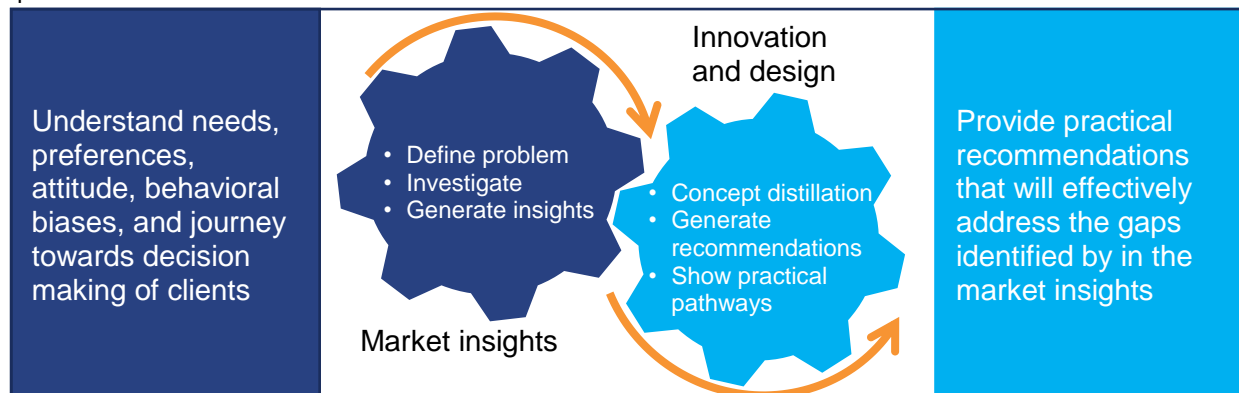 Understand needs,
preferences,
attitude, behavioral
biases, and journey
towards decision
making of clients
• Define problem
• Investigate
• Generate insights
Market insights
Innovation
and design
• Concept distillation
• Generate
recommendations
• Show practical
pathways
Provide practical
recommendations
that will effectively
address the gaps
identified by in the
market insights